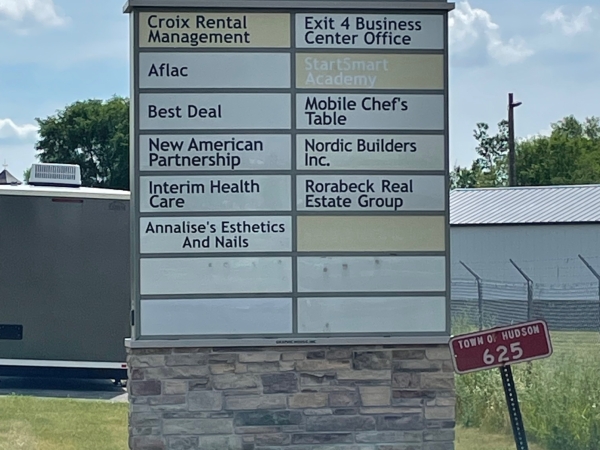 Croix Rental
Management
Exit 4 Business
Center Office
Aflac
StartSmart
Academy
Best Deal
Mobile Chef's
Table
New American
Partnership
Nordic Builders
Inc.
Interim Health
Care
Rorabeck Real
Estate Group
Annalise's Esthetics
And Nails
TOWN OF HUDSON
625